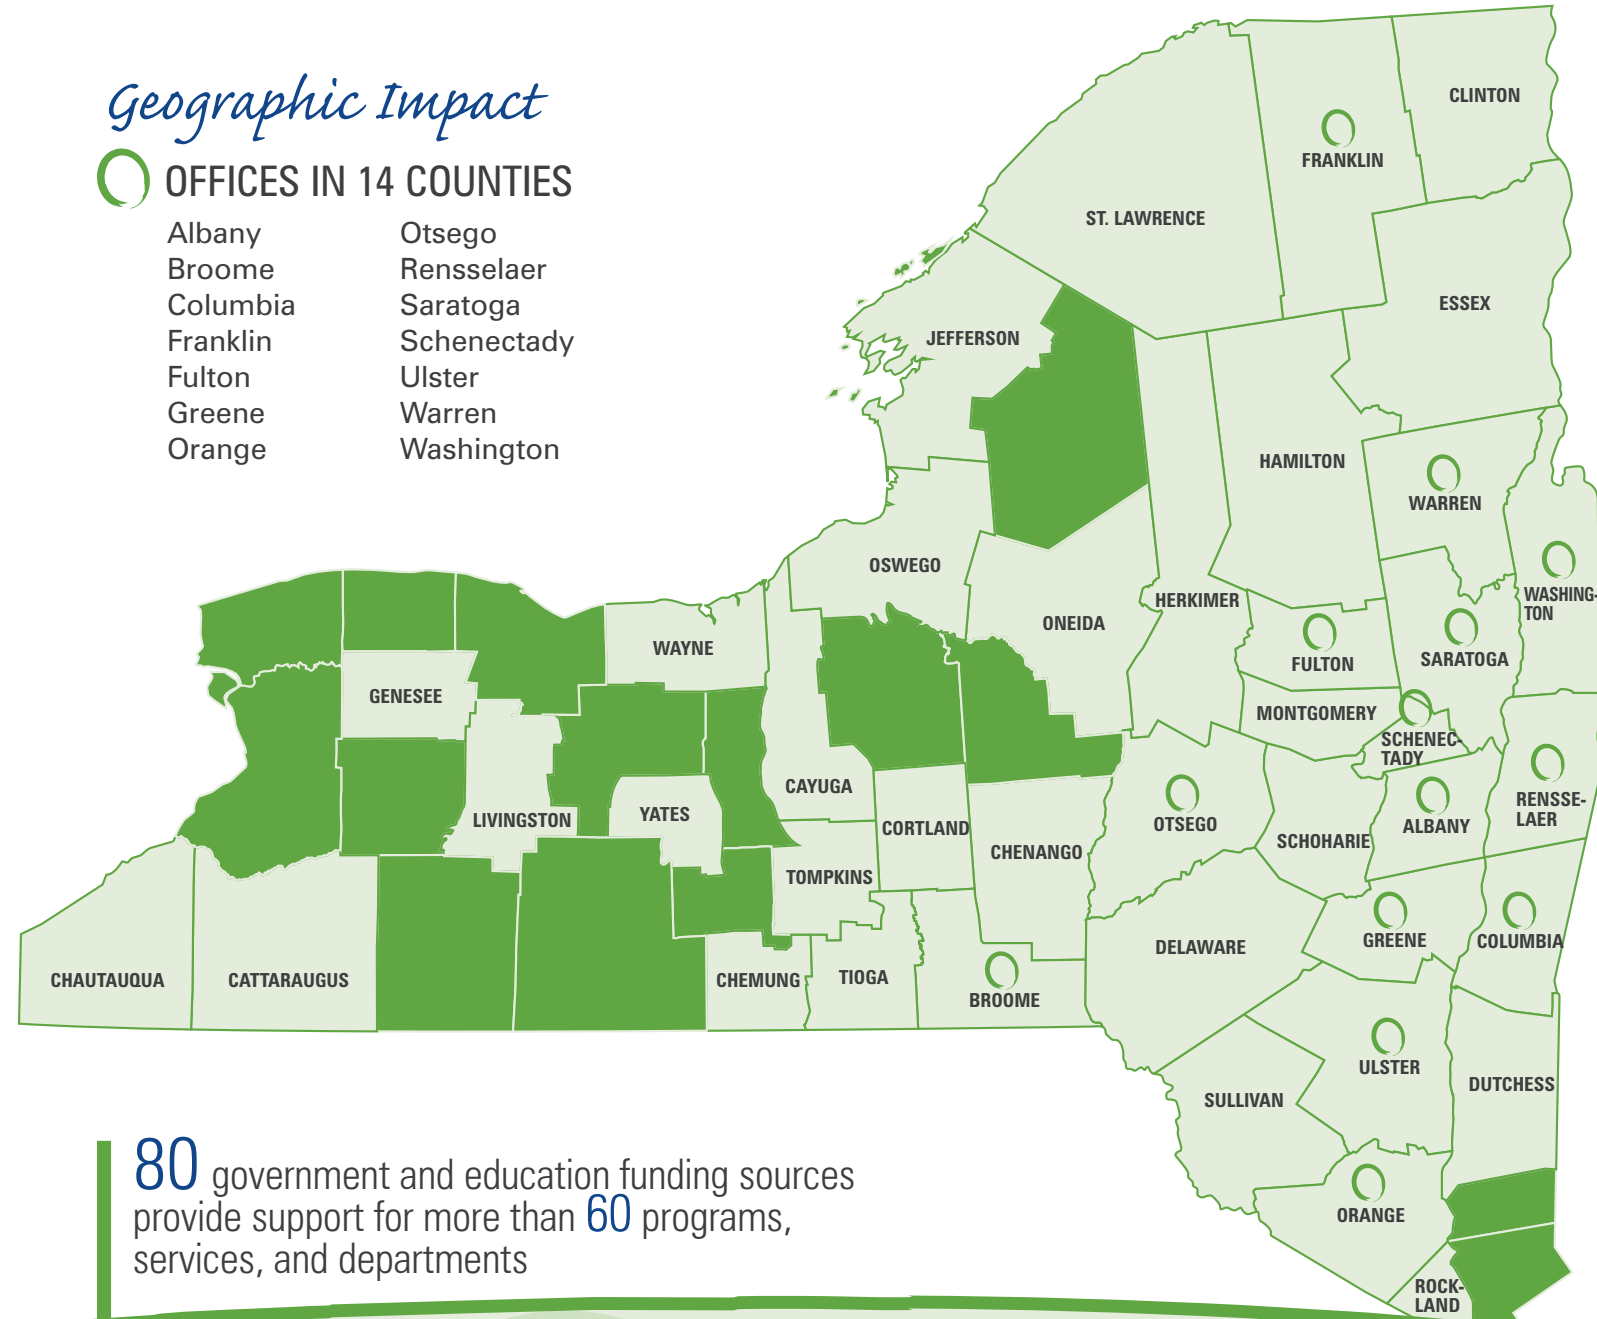 Geographic Impact
OFFICES IN 14 COUNTIES
Albany
Broome
Columbia
Franklin
Fulton
Greene
Orange
Otsego
Rensselaer
Saratoga
Schenectady
Ulster
Warren
Washington
CLINTON
FRANKLIN
ST. LAWRENCE
ESSEX
JEFFERSON
HAMILTON
WARREN
OSWEGO
WASHING-
TON
HERKIMER
ONEIDA
WAYNE
FULTON
SARATOGA
GENESEE
MONTGOMERY
SCHENEC-
TADY
CAYUGA
RENSSE-
LAER
LIVINGSTON
YATES
CORTLAND
OTSEGO
ALBANY
SCHOHARIE
CHENANGO
TOMPKINS
GREENE
COLUMBIA
DELAWARE
CHAUTAUQUA
CATTARAUGUS
CHEMUNG
TIOGA
BROOME
ULSTER
DUTCHESS
SULLIVAN
ORANGE
ROCK-
LAND
80 government and education funding sources
provide support for more than 60 programs,
services, and departments